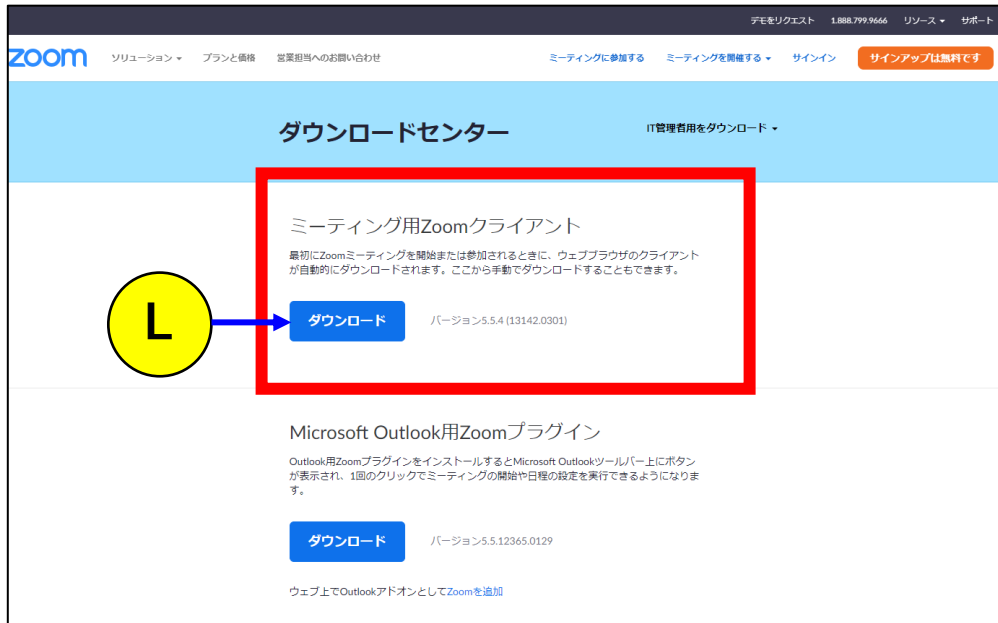 デモをリクエスト 1.888.799.9666 リソース サポート
zoom ソリューション プランと価格 営業担当へのお問い合わせ ミーティングに参加する ミーティングを開催する サインイン サインアップは無料です
ダウンロードセンター IT管理者用をダウンロード
ミーティング用Zoomクライアント
最初にZoomミーティングを開始または参加されるときに、ウェブブラウザのクライアント
が自動的にダウンロードされます。ここから手動でダウンロードすることもできます。
L ダウンロード バージョン5.5.4 (13142.0301)
Microsoft Outlook用Zoomプラグイン
Outlook用ZoomプラグインをインストールするとMicrosoft Outlookツールバー上にボタン
が表示され、1回のクリックでミーティングの開始や日程の設定を実行できるようになりま
す。
ダウンロード バージョン5.5.12365.0129
ウェブ上でOutlookアドオンとしてZoomを追加